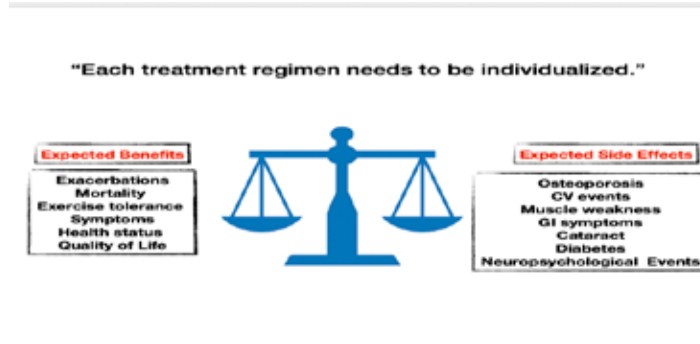 “Each treatment regimen needs to be individualized.”
Expected Benefits
Exacerbations
Mortality
Exercise tolerance
Symptoms
Health status
Quality of Life
Expected Side Effects
Osteoporosis
CV events
Muscle weakness
GI symptoms
Cataract
Diabetes
Neuropsychological Events